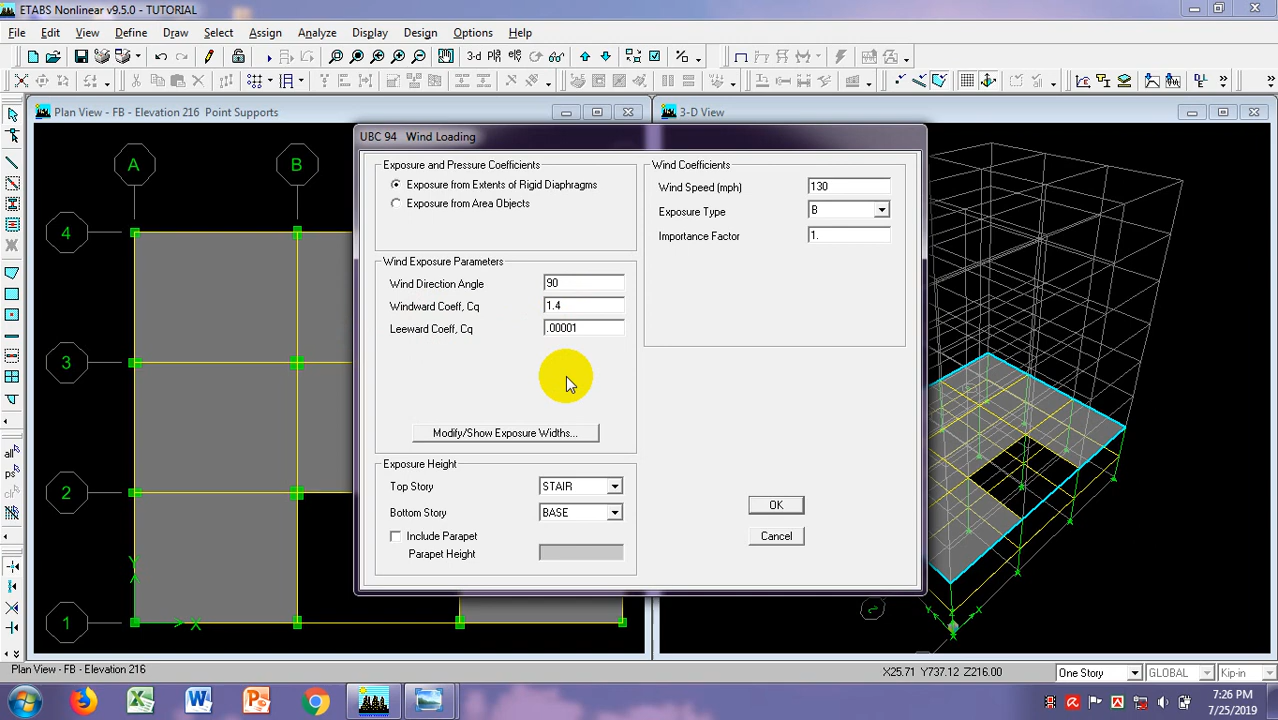 ETABS Nonlinear v9.5.0 - TUTORIAL
File Edit View Define Draw Select Assign Analyze Display Design Options Help
3-d
Plan View - FB - Elevation 216 Point Supports
3-D View
UBC 94 Wind Loading
Exposure and Pressure Coefficients
Exposure from Extents of Rigid Diaphragms
Exposure from Area Objects
Wind Exposure Parameters
Wind Direction Angle 90
Windward Coeff, Cq 1.4
Leeward Coeff, Cq .00001
Modify/Show Exposure Widths...
Exposure Height
Top Story STAIR
Bottom Story BASE
Include Parapet
Parapet Height
Wind Coefficients
Wind Speed (mph) 130
Exposure Type B
Importance Factor 1.
OK
Cancel
A
B
4
3
2
1
Y
X
all
ps
clr
Plan View - FB - Elevation 216
X25.71 Y737.12 Z216.00
One Story
GLOBAL
Kip-in
7:26 PM
7/25/2019